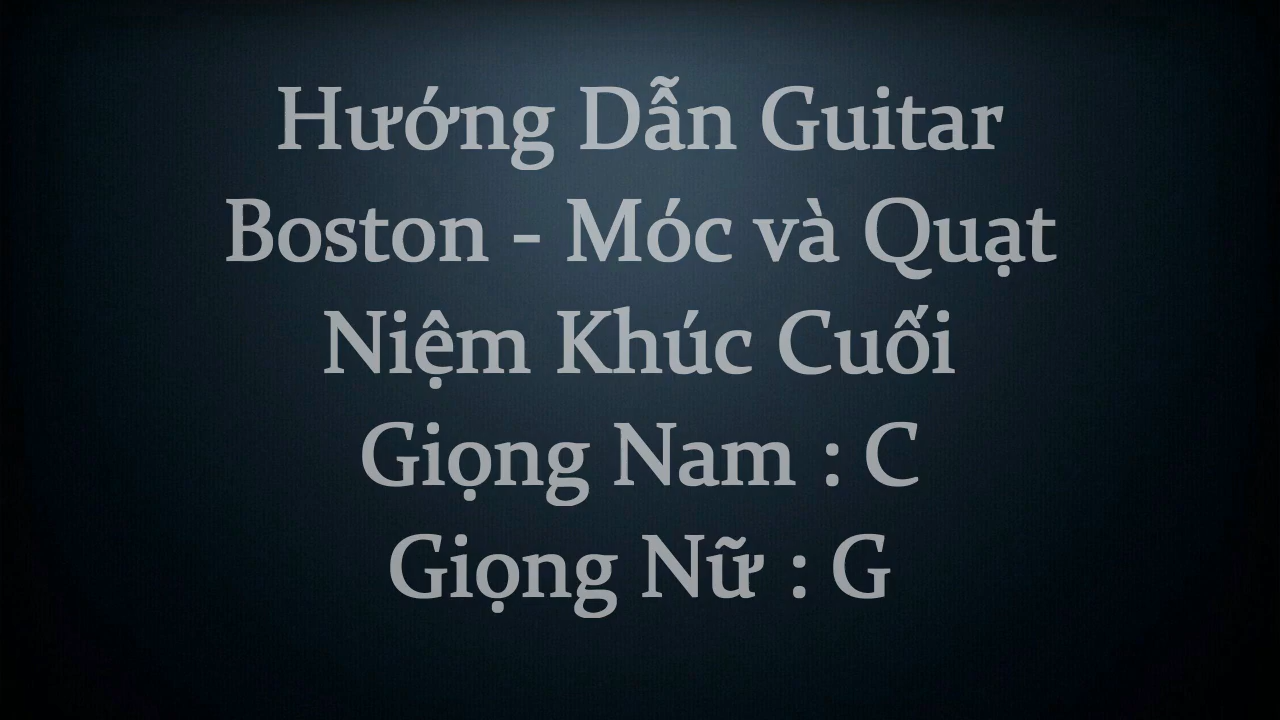 Hướng Dẫn Guitar
Boston - Móc và Quạt
Niệm Khúc Cuối
Giọng Nam : C
Giọng Nữ : G